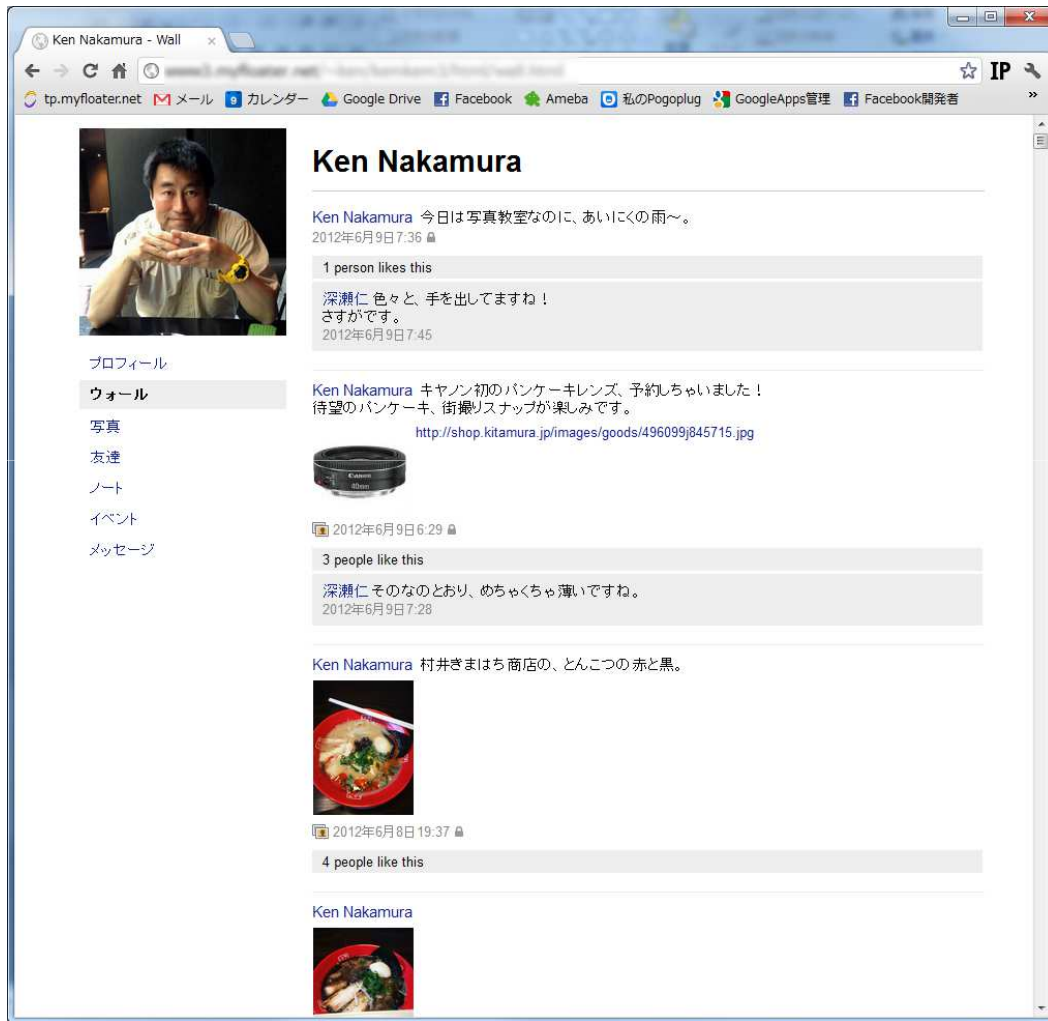 Ken Nakamura - Wall
IP
tp.myfloater.net メール カレンダー Google Drive Facebook Ameba 私のPogoplug GoogleApps管理 Facebook開発者 »
Ken Nakamura
Ken Nakamura 今日は写真教室なのに、あいにくの雨～。
2012年6月9日7:36
1 person likes this
深瀬仁 色々と、手を出してますね！
さすがです。
2012年6月9日7:45
プロフィール
ウォール
写真
友達
ノート
イベント
メッセージ
Ken Nakamura キヤノン初のパンケーキレンズ、予約しちゃいました！
待望のパンケーキ、街撮りスナップが楽しみです。
http://shop.kitamura.jp/images/goods/496099j845715.jpg
Canon
40mm
2012年6月9日6:29
3 people like this
深瀬仁 そのなのとおり、めちゃくちゃ薄いですね。
2012年6月9日7:28
Ken Nakamura 村井きまはち商店の、とんこつの赤と黒。
2012年6月8日19:37
4 people like this
Ken Nakamura